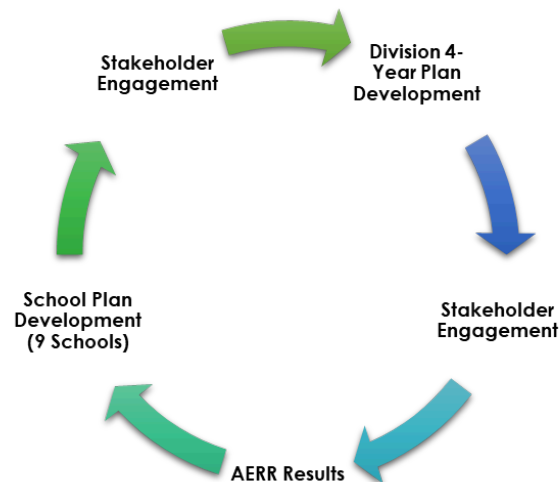 Stakeholder
Engagement
Division 4-
Year Plan
Development
Stakeholder
Engagement
AERR Results
School Plan
Development
(9 Schools)